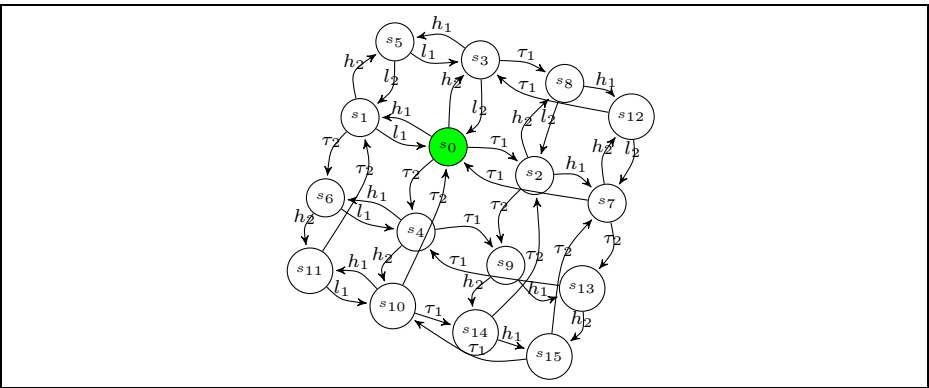 h₁
s₅
l₁
s₃
τ₁
h₂
l₂
h₂
s₈
h₁
τ₁
l₂
s₁₂
s₁
h₁
l₁
s₀
τ₁
h₂
l₂
h₂
l₂
τ₂
τ₂
τ₂
s₂
h₁
τ₁
s₇
s₆
h₁
l₁
τ₂
τ₂
τ₂
h₂
s₄
τ₁
h₂
s₉
τ₁
τ₂
τ₂
s₁₁
h₁
l₁
s₁₀
h₂
h₁
s₁₃
τ₁
s₁₄
h₁
h₂
τ₁
s₁₅